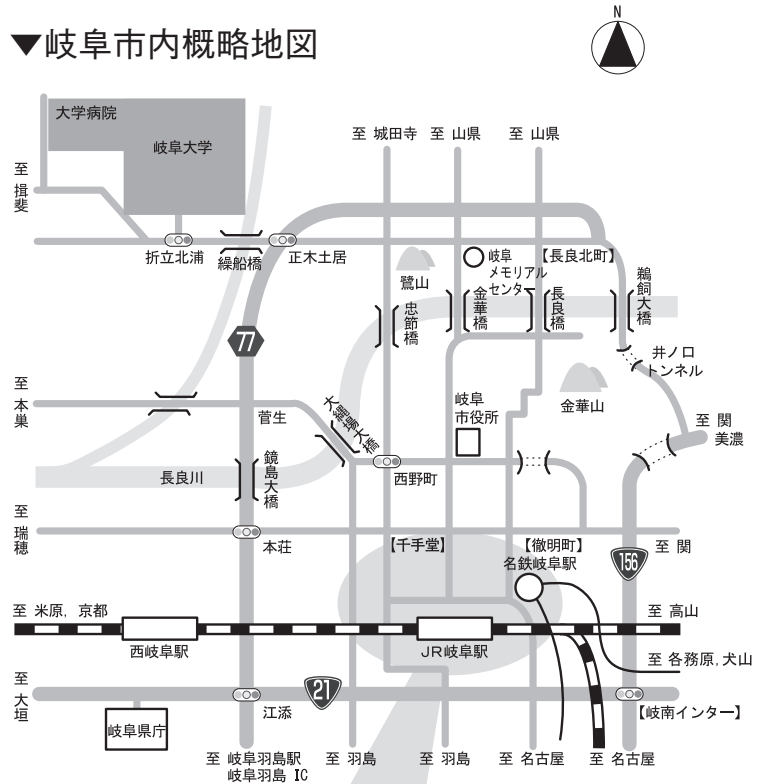 ▼岐阜市内概略地図
N
大学病院
岐阜大学
至 揖斐
至 城田寺
至 山県
至 山県
折立北浦
繰船橋
正木土居
鷺山
岐阜
メモリアル
センター
【長良北町】
忠節橋
金華橋
長良橋
鵜飼大橋
77
井ノ口
トンネル
至 本巣
菅生
大縄場大橋
岐阜
市役所
金華山
至 関
美濃
長良川
鏡島大橋
西野町
至 瑞穂
本荘
【千手堂】
【徹明町】
名鉄岐阜駅
156
至 関
至 米原，京都
至 高山
西岐阜駅
JR岐阜駅
至 各務原，犬山
至 大垣
21
江添
【岐南インター】
岐阜県庁
至 岐阜羽島駅
岐阜羽島 IC
至 羽島
至 羽島
至 名古屋
至 名古屋